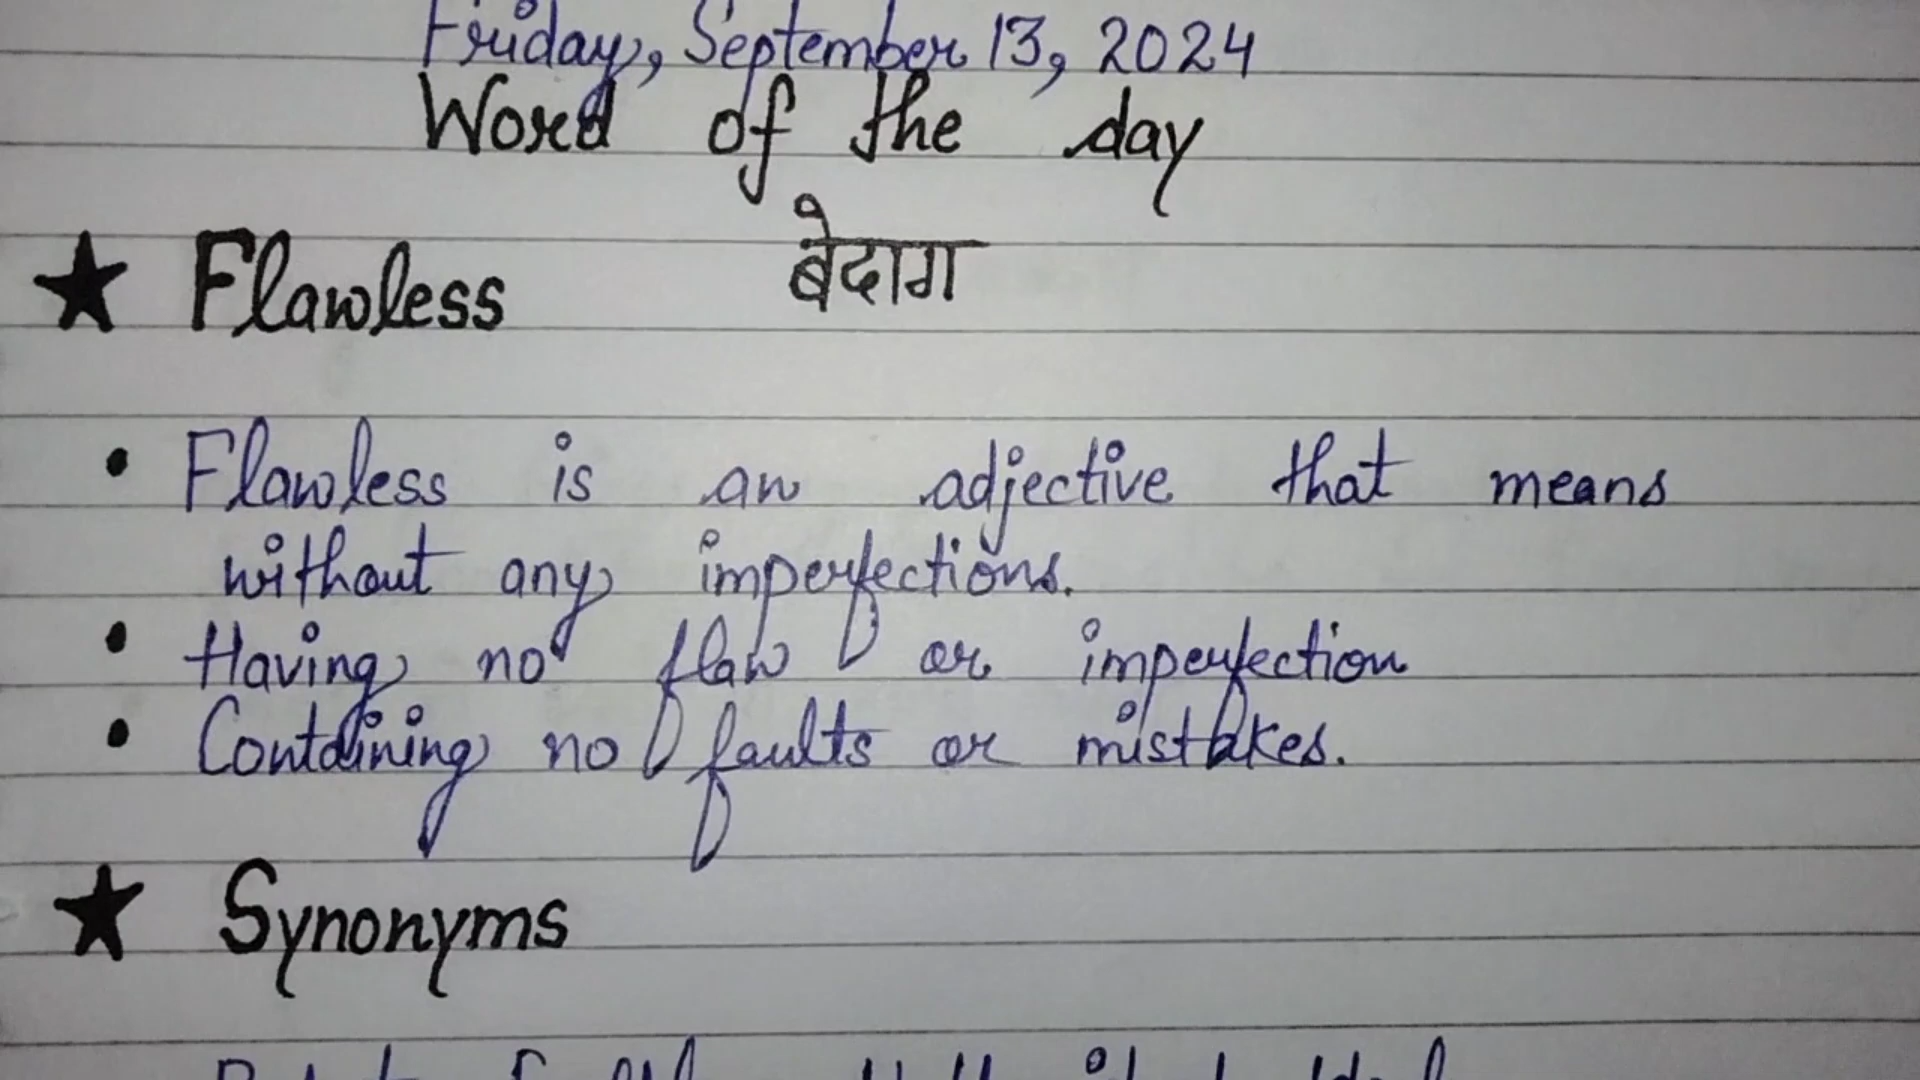 Friday, September 13, 2024
Word of the day
★ Flawless बेदाग
• Flawless is an adjective that means
without any imperfections.
• Having no flaw or imperfection
• Containing no faults or mistakes.
★ Synonyms